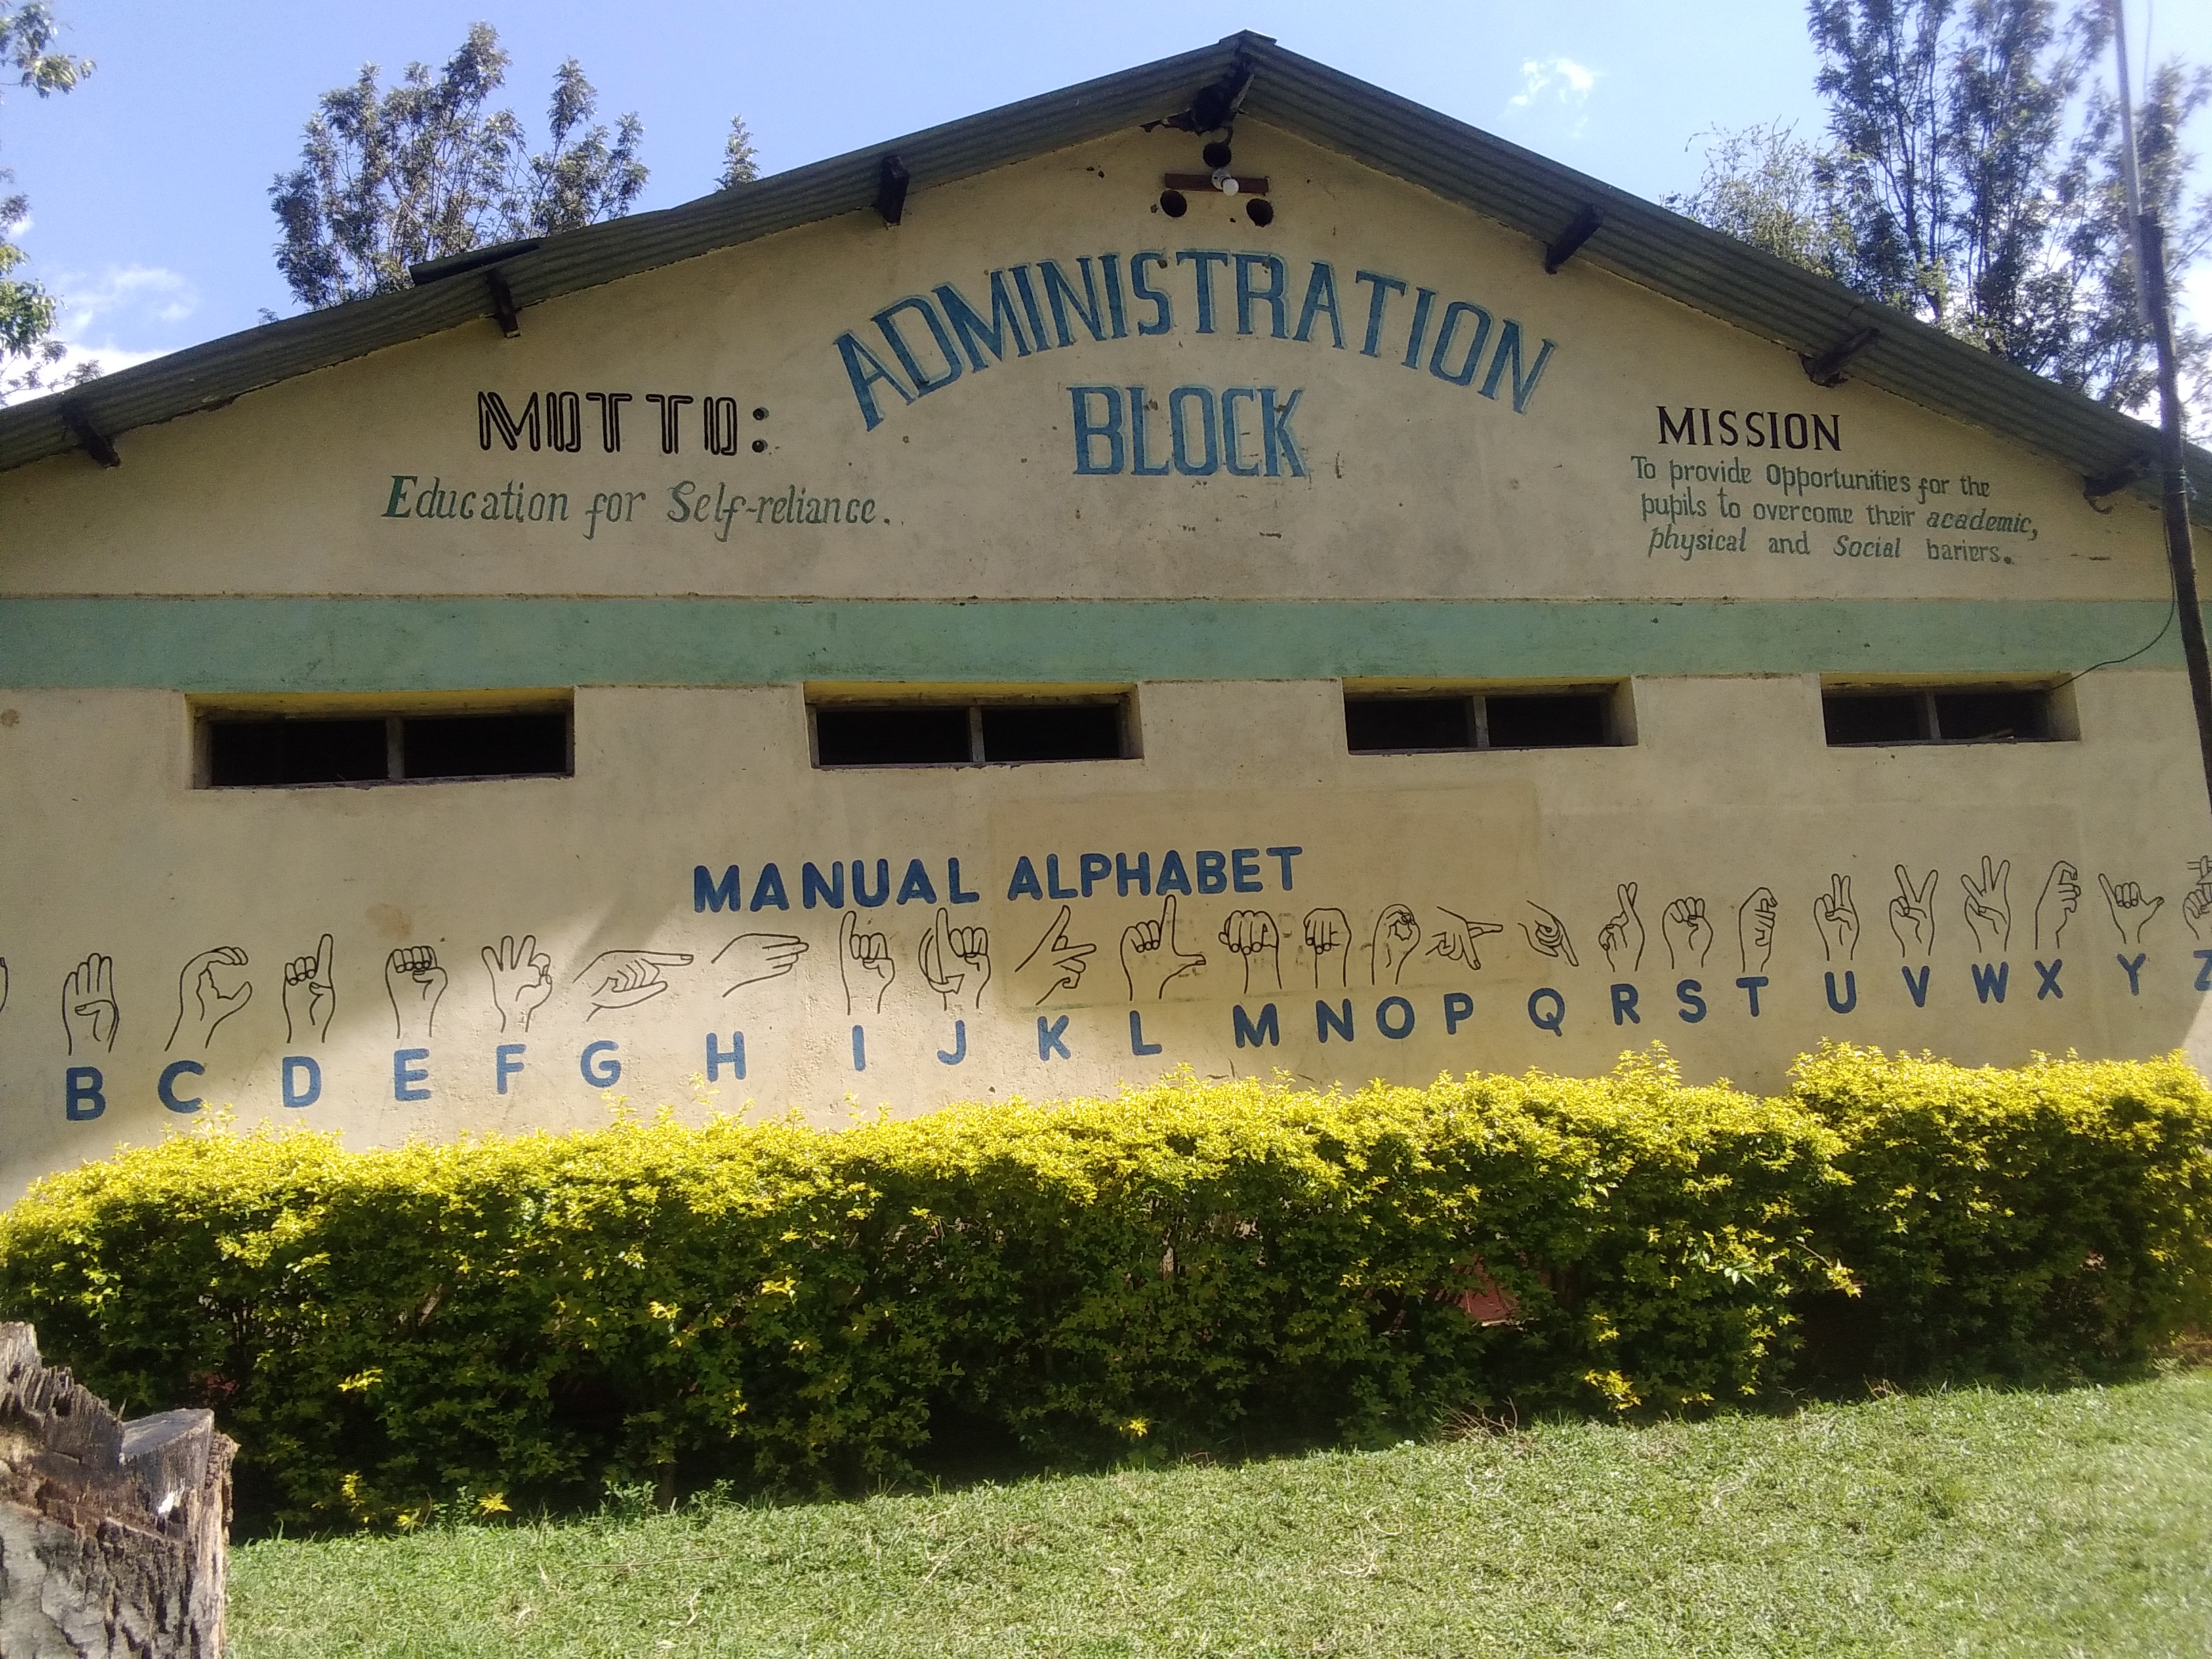 ADMINISTRATION
BLOCK
MOTTO:
Education for Self-reliance.
MISSION
To provide Opportunities for the
pupils to overcome their academic,
physical and Social bariers.
MANUAL ALPHABET
B C D E F G H I J K L M N O P Q R S T U V W X Y Z